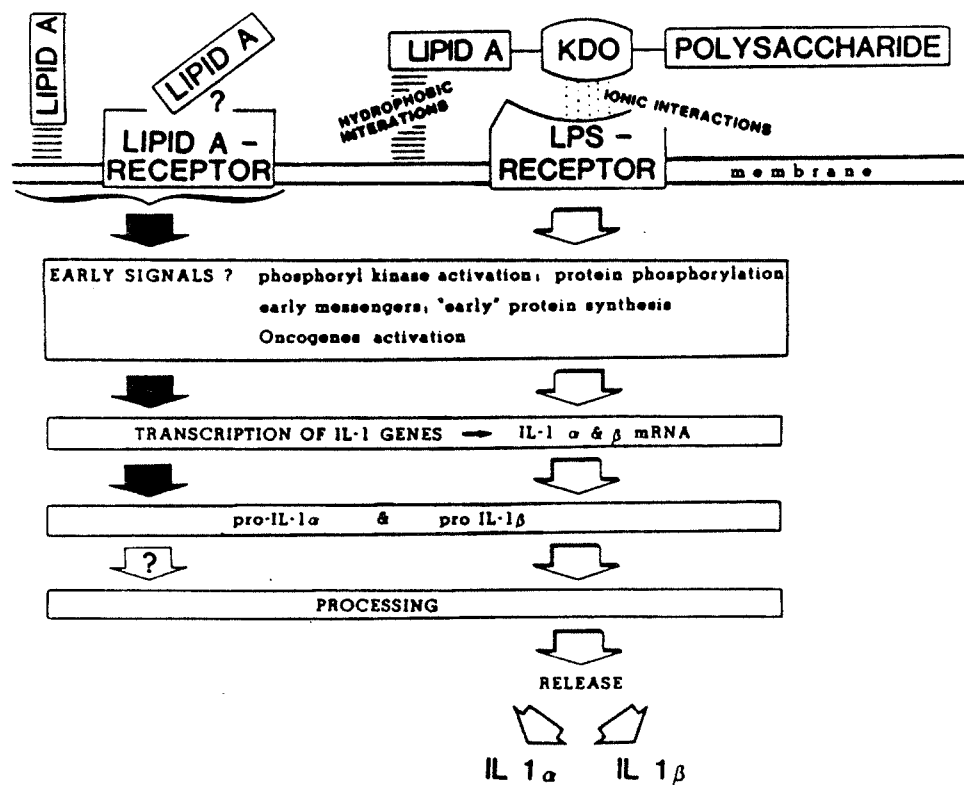 LIPID A
LIPID A
?
LIPID A -
RECEPTOR
LIPID A
KDO
POLYSACCHARIDE
HYDROPHOBIC
INTERATIONS
IONIC INTERACTIONS
LPS -
RECEPTOR
membrane
EARLY SIGNALS ? phosphoryl kinase activation; protein phosphorylation
early messengers; "early" protein synthesis
Oncogenes activation
TRANSCRIPTION OF IL-1 GENES → IL-1 α & β mRNA
pro-IL-1α & pro IL-1β
?
PROCESSING
RELEASE
IL 1 α IL 1 β